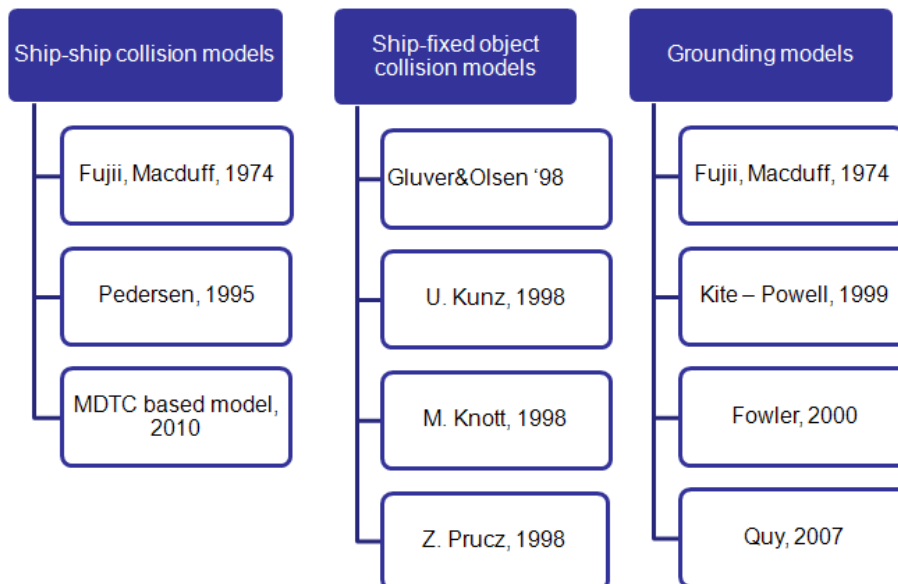 Ship-ship collision models
Fujii, Macduff, 1974
Pedersen, 1995
MDTC based model,
2010
Ship-fixed object
collision models
Gluver&Olsen ‘98
U. Kunz, 1998
M. Knott, 1998
Z. Prucz, 1998
Grounding models
Fujii, Macduff, 1974
Kite – Powell, 1999
Fowler, 2000
Quy, 2007